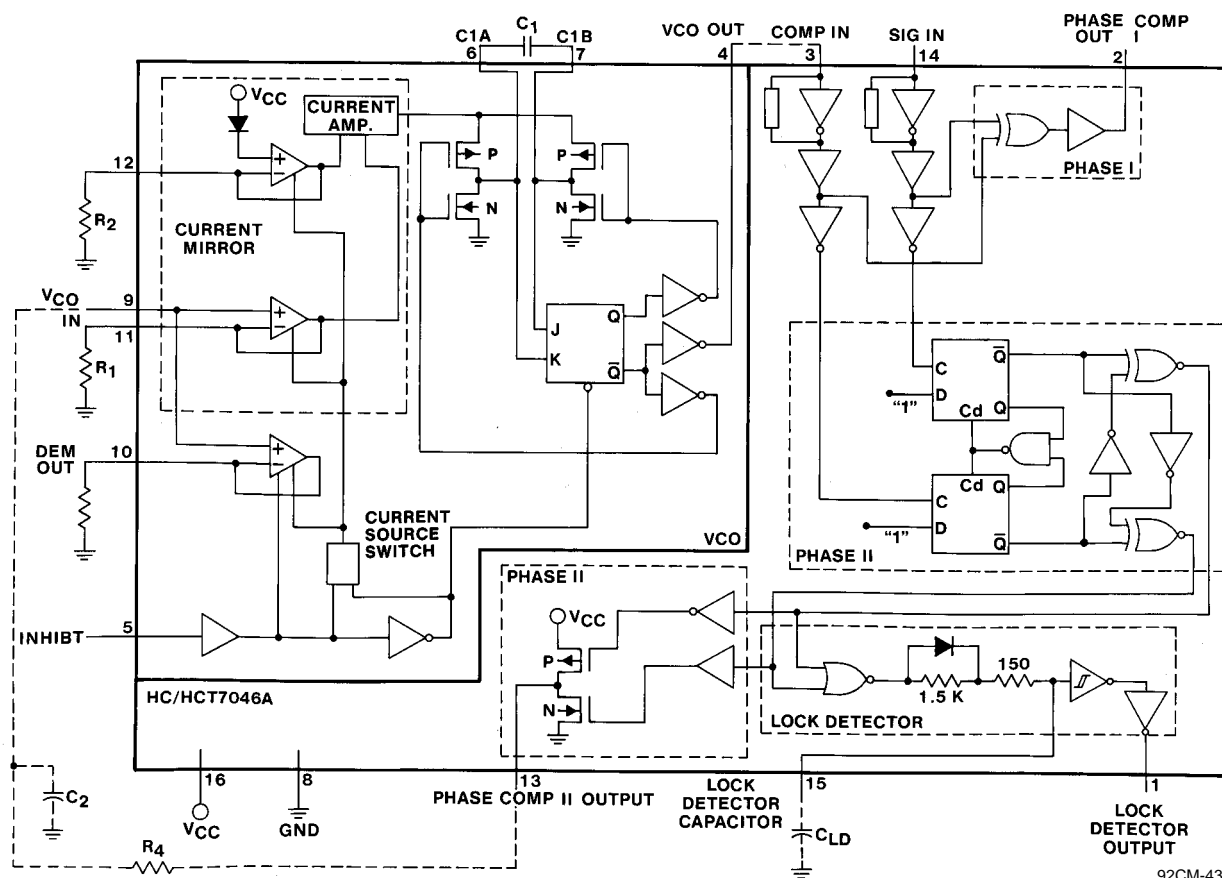 C1
C1A
C1B
6
7
VCO OUT
4
COMP IN
3
SIG IN
14
PHASE COMP I
OUT
2
VCC
CURRENT
AMP.
12
R2
CURRENT
MIRROR
P
P
N
N
PHASE I
VCO
IN
9
11
R1
J
K
Q
Q̅
DEM
OUT
10
C
D
"1"
Cd
Q̅
Q
Cd
C
D
"1"
Q
Q̅
PHASE II
CURRENT
SOURCE
SWITCH
VCO
INHIBT
5
PHASE II
VCC
P
N
150
1.5 K
LOCK DETECTOR
HC/HCT7046A
16
8
13
15
1
VCC
GND
PHASE COMP II OUTPUT
LOCK
DETECTOR
CAPACITOR
CLD
LOCK
DETECTOR
OUTPUT
C2
R4
92CM-43